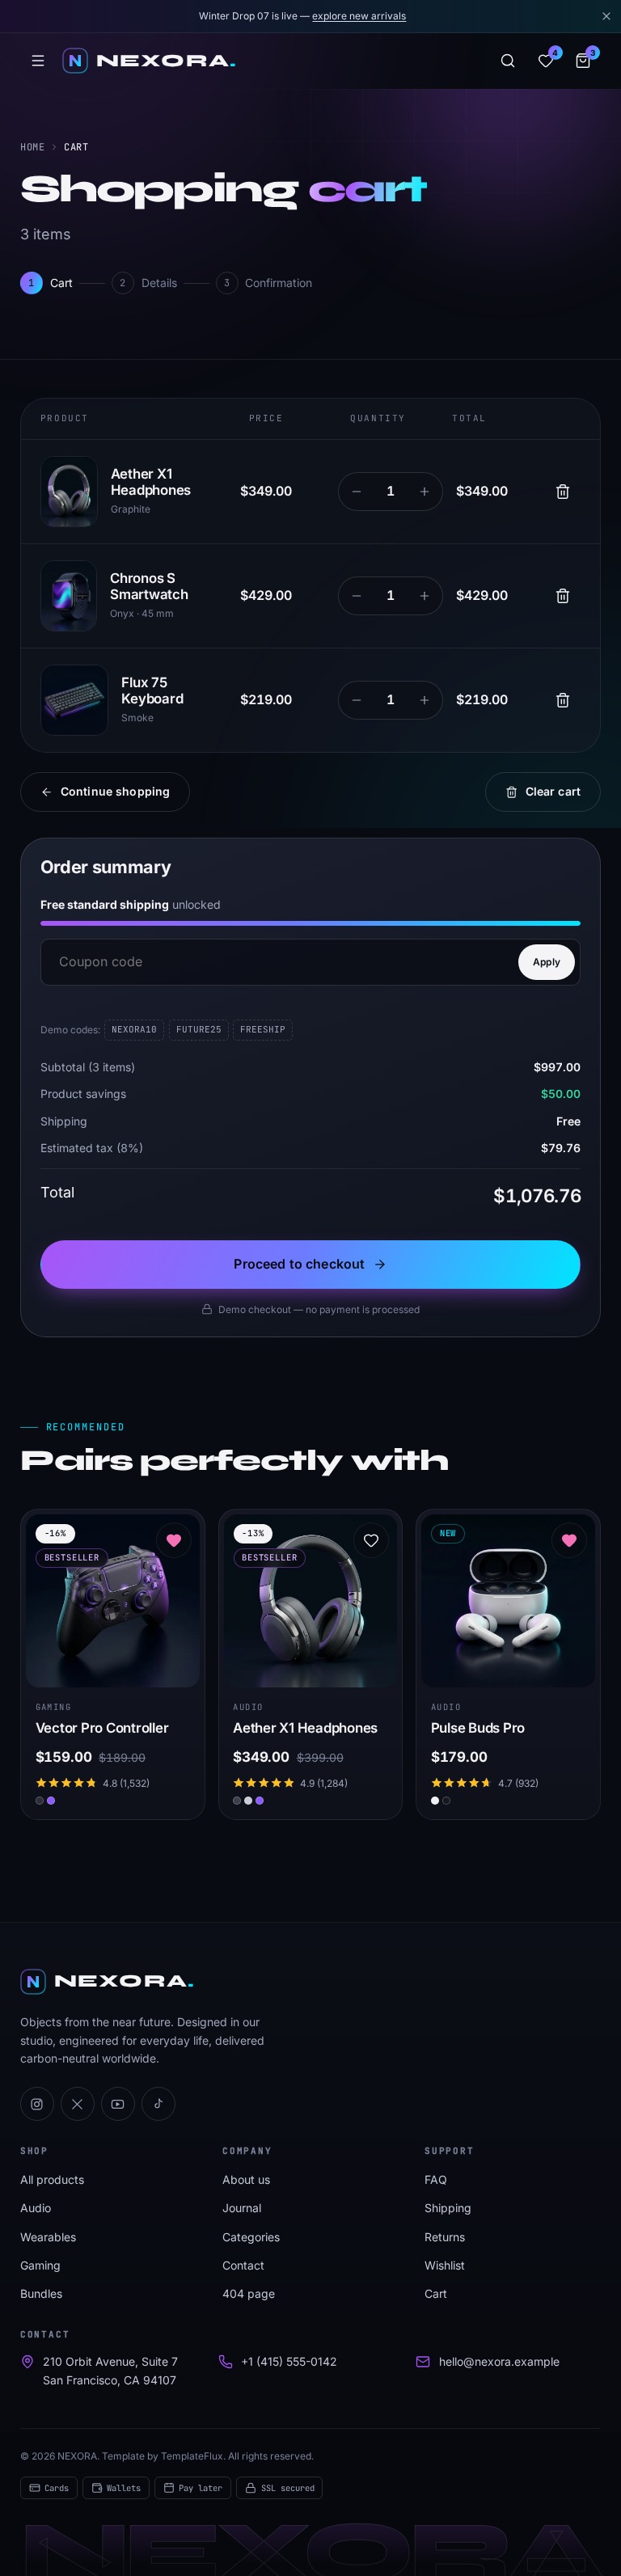 Winter Drop 07 is live — explore new arrivals
N NEXORA.
4
3
HOME > CART
Shopping cart
3 items
1 Cart 2 Details 3 Confirmation
PRODUCT PRICE QUANTITY TOTAL
Aether X1
Headphones
Graphite
$349.00 − 1 + $349.00
Chronos S
Smartwatch
Onyx · 45 mm
$429.00 − 1 + $429.00
Flux 75
Keyboard
Smoke
$219.00 − 1 + $219.00
Continue shopping
Clear cart
Order summary
Free standard shipping unlocked
Coupon code
Apply
Demo codes: NEXORA10 FUTURE25 FREESHIP
Subtotal (3 items) $997.00
Product savings $50.00
Shipping Free
Estimated tax (8%) $79.76
Total $1,076.76
Proceed to checkout
Demo checkout — no payment is processed
RECOMMENDED
Pairs perfectly with
-16%
BESTSELLER
GAMING
Vector Pro Controller
$159.00 $189.00
4.8 (1,532)
-13%
BESTSELLER
AUDIO
Aether X1 Headphones
$349.00 $399.00
4.9 (1,284)
NEW
AUDIO
Pulse Buds Pro
$179.00
4.7 (932)
N NEXORA.
Objects from the near future. Designed in our
studio, engineered for everyday life, delivered
carbon-neutral worldwide.
SHOP
All products
Audio
Wearables
Gaming
Bundles
COMPANY
About us
Journal
Categories
Contact
404 page
SUPPORT
FAQ
Shipping
Returns
Wishlist
Cart
CONTACT
210 Orbit Avenue, Suite 7
San Francisco, CA 94107
+1 (415) 555-0142
hello@nexora.example
© 2026 NEXORA. Template by TemplateFlux. All rights reserved.
Cards Wallets Pay later SSL secured
NEXORA